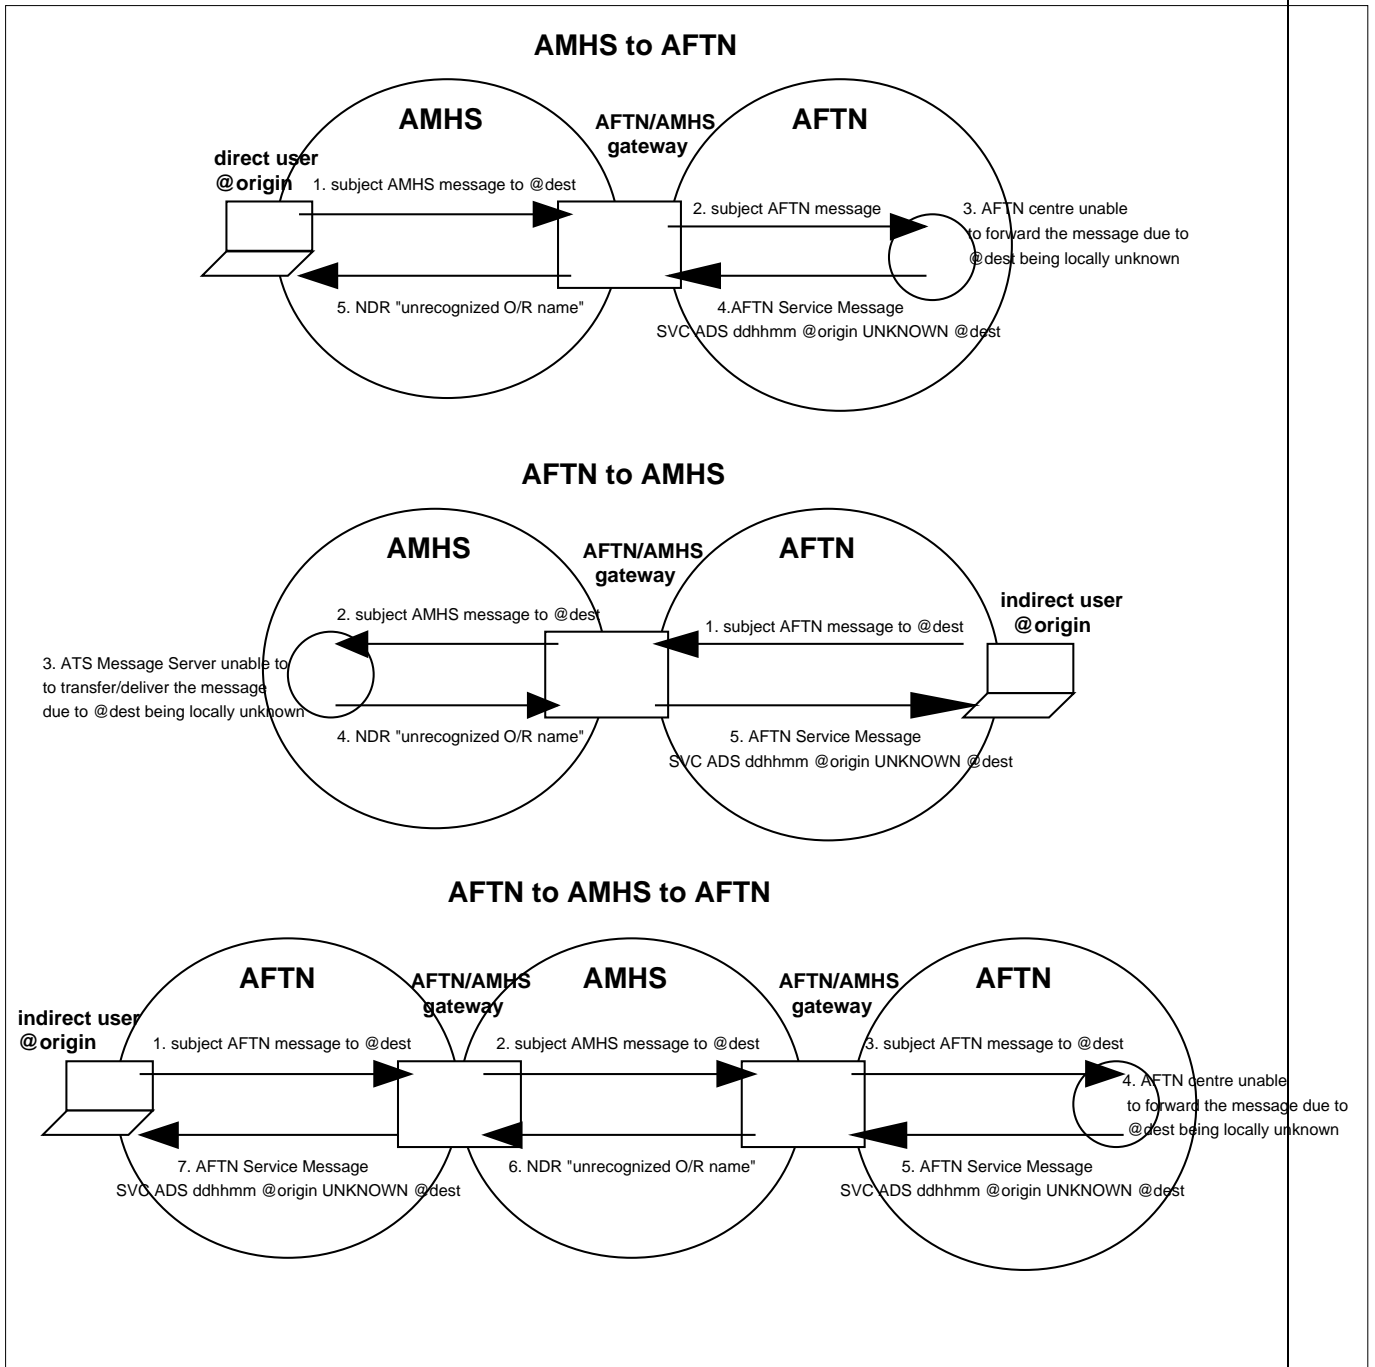 AMHS to AFTN
AMHS
AFTN/AMHS
gateway
AFTN
direct user
@origin
1. subject AMHS message to @dest
2. subject AFTN message
3. AFTN centre unable
to forward the message due to
@dest being locally unknown
4.AFTN Service Message
SVC ADS ddhhmm @origin UNKNOWN @dest
5. NDR "unrecognized O/R name"
AFTN to AMHS
AMHS
AFTN/AMHS
gateway
AFTN
indirect user
@origin
1. subject AFTN message to @dest
2. subject AMHS message to @dest
3. ATS Message Server unable to
to transfer/deliver the message
due to @dest being locally unknown
4. NDR "unrecognized O/R name"
5. AFTN Service Message
SVC ADS ddhhmm @origin UNKNOWN @dest
AFTN to AMHS to AFTN
AFTN
AFTN/AMHS
gateway
AMHS
AFTN/AMHS
gateway
AFTN
indirect user
@origin
1. subject AFTN message to @dest
2. subject AMHS message to @dest
3. subject AFTN message to @dest
4. AFTN centre unable
to forward the message due to
@dest being locally unknown
5. AFTN Service Message
SVC ADS ddhhmm @origin UNKNOWN @dest
6. NDR "unrecognized O/R name"
7. AFTN Service Message
SVC ADS ddhhmm @origin UNKNOWN @dest